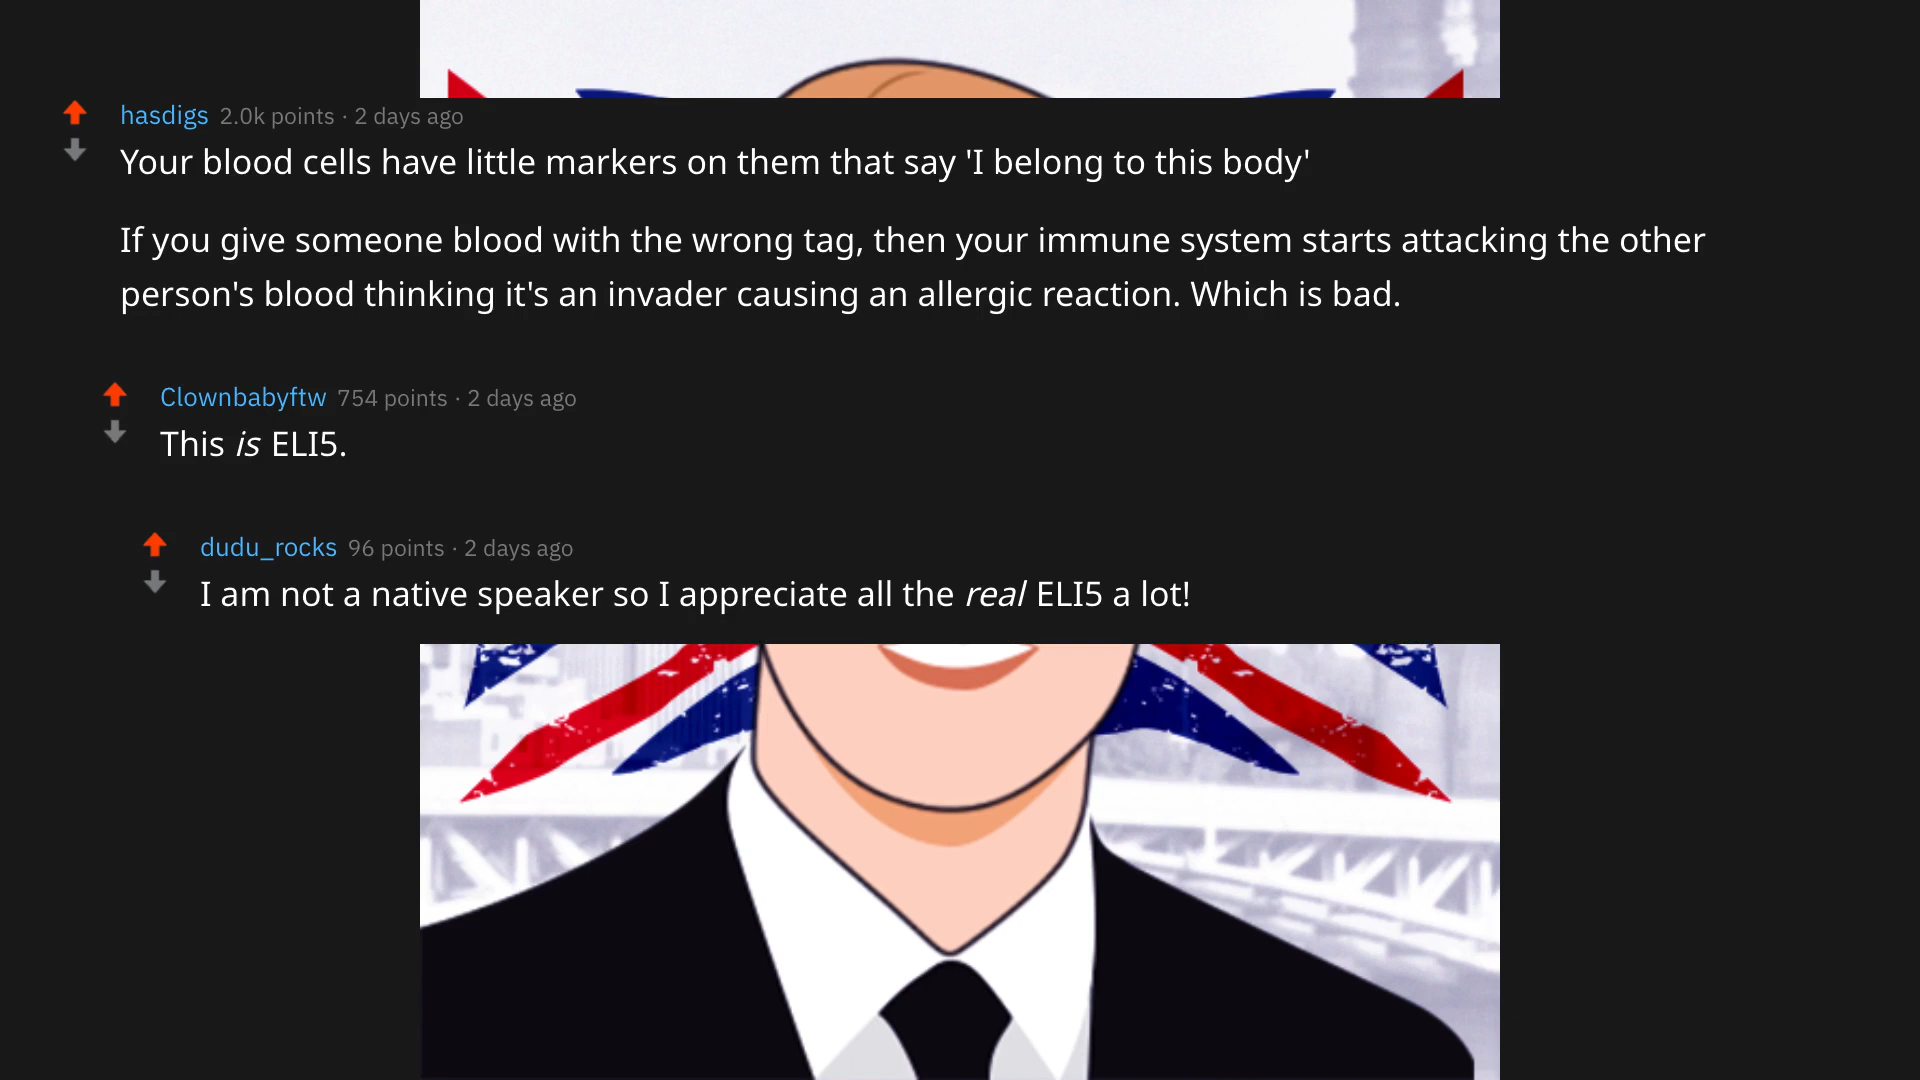 hasdigs 2.0k points · 2 days ago
Your blood cells have little markers on them that say 'I belong to this body'
If you give someone blood with the wrong tag, then your immune system starts attacking the other
person's blood thinking it's an invader causing an allergic reaction. Which is bad.
Clownbabyftw 754 points · 2 days ago
This is ELI5.
dudu_rocks 96 points · 2 days ago
I am not a native speaker so I appreciate all the real ELI5 a lot!